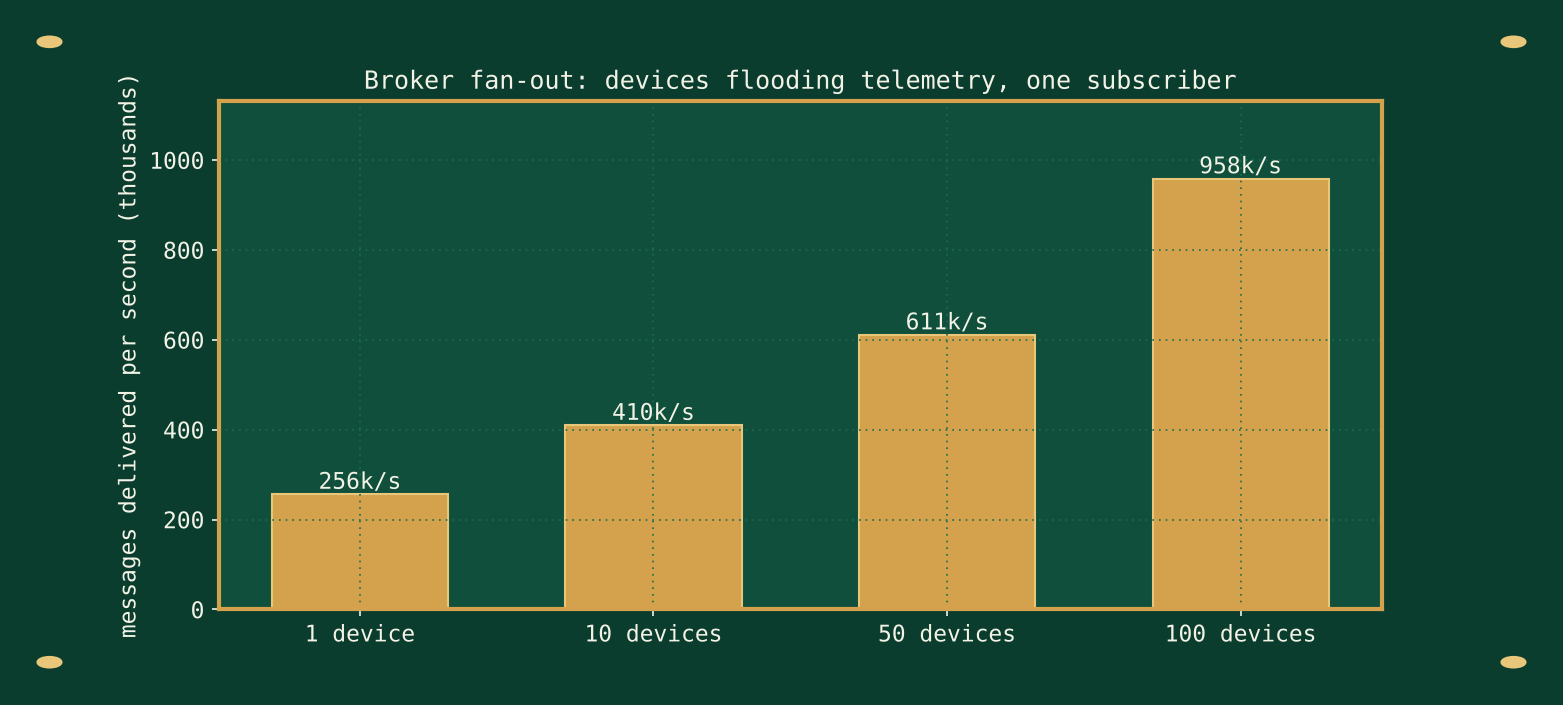 Broker fan-out: devices flooding telemetry, one subscriber
messages delivered per second (thousands)
1000
800
600
400
200
0
256k/s
410k/s
611k/s
958k/s
1 device
10 devices
50 devices
100 devices